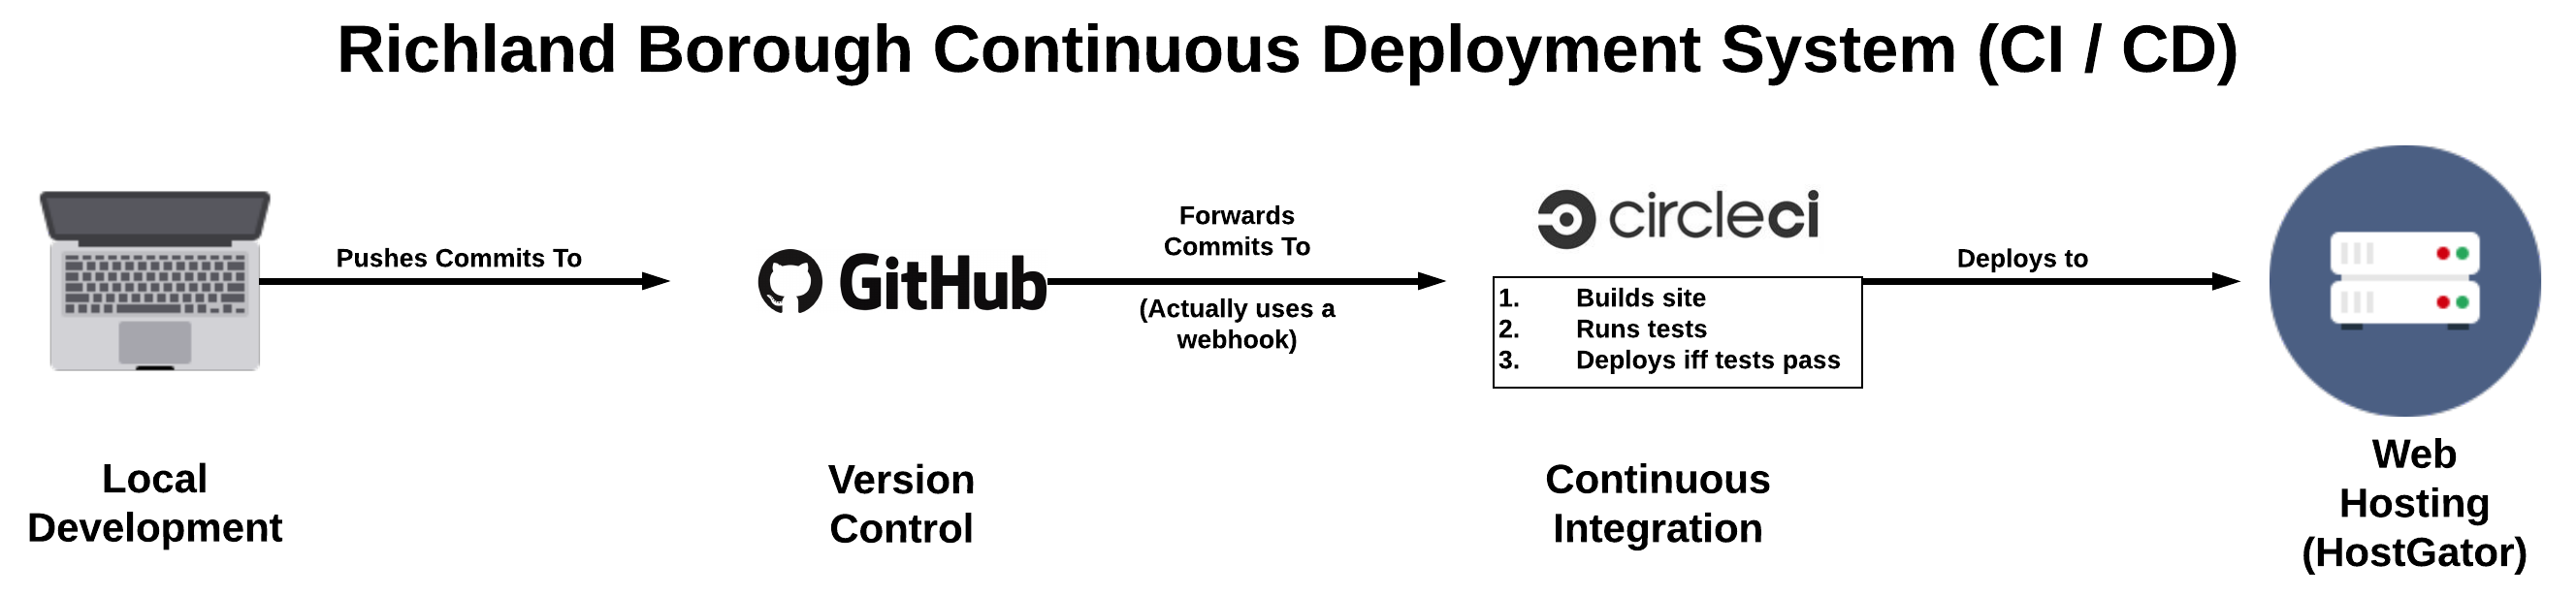 Richland Borough Continuous Deployment System (CI / CD)
Pushes Commits To
GitHub
Forwards
Commits To
(Actually uses a
webhook)
circleci
1. Builds site
2. Runs tests
3. Deploys iff tests pass
Deploys to
Local
Development
Version
Control
Continuous
Integration
Web
Hosting
(HostGator)